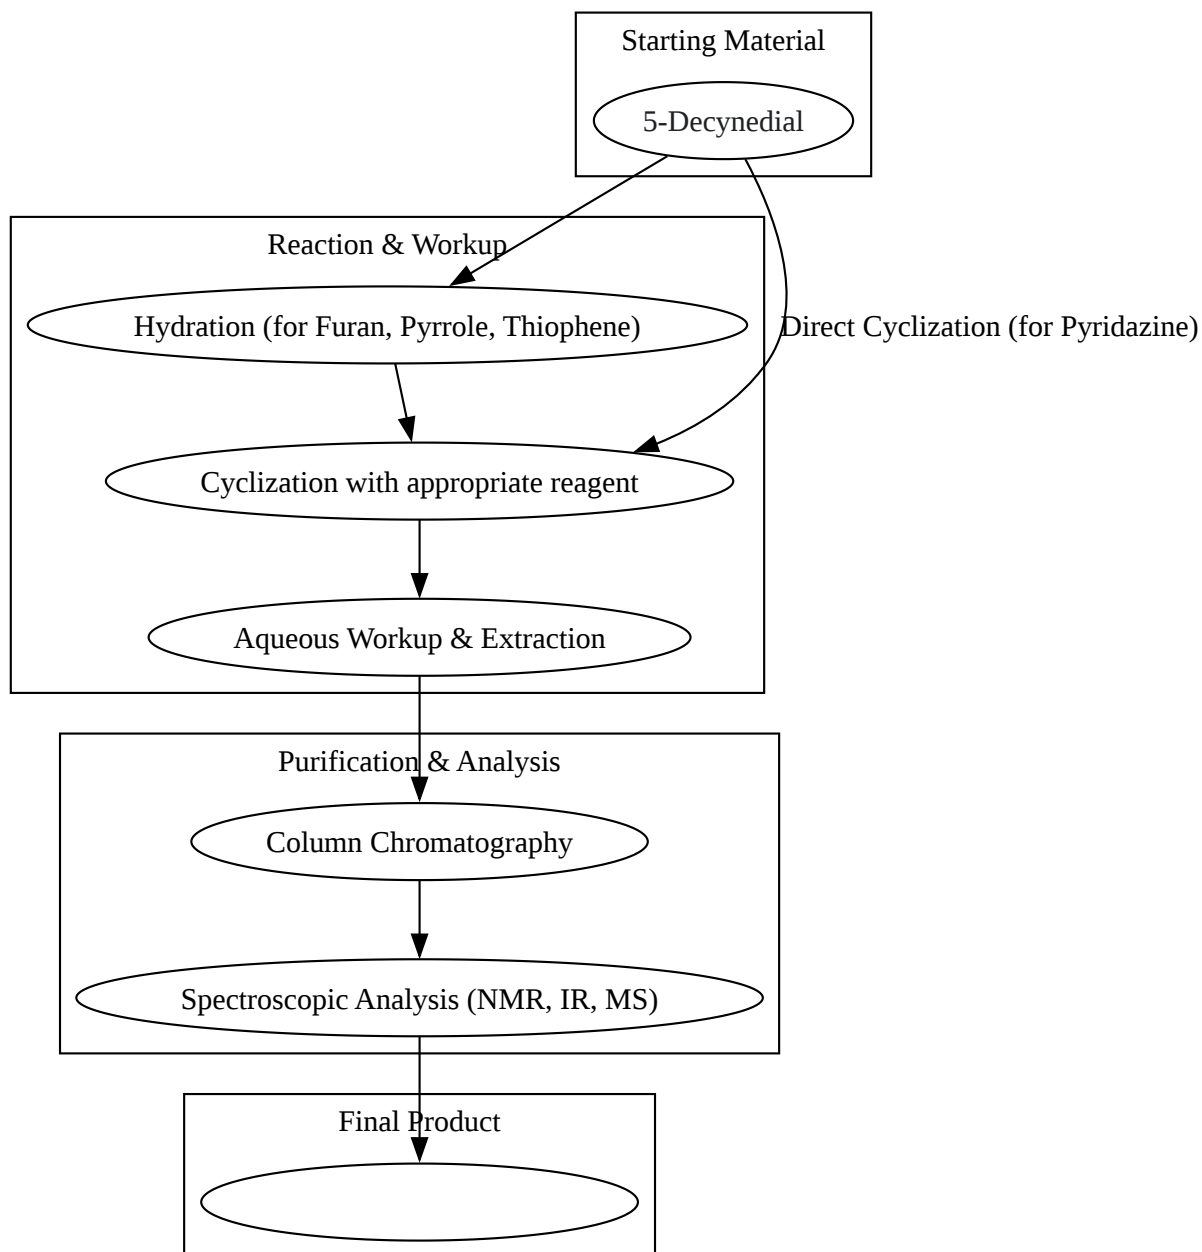 Starting Material
5-Decynedial
Reaction & Workup
Hydration (for Furan, Pyrrole, Thiophene)
Direct Cyclization (for Pyridazine)
Cyclization with appropriate reagent
Aqueous Workup & Extraction
Purification & Analysis
Column Chromatography
Spectroscopic Analysis (NMR, IR, MS)
Final Product